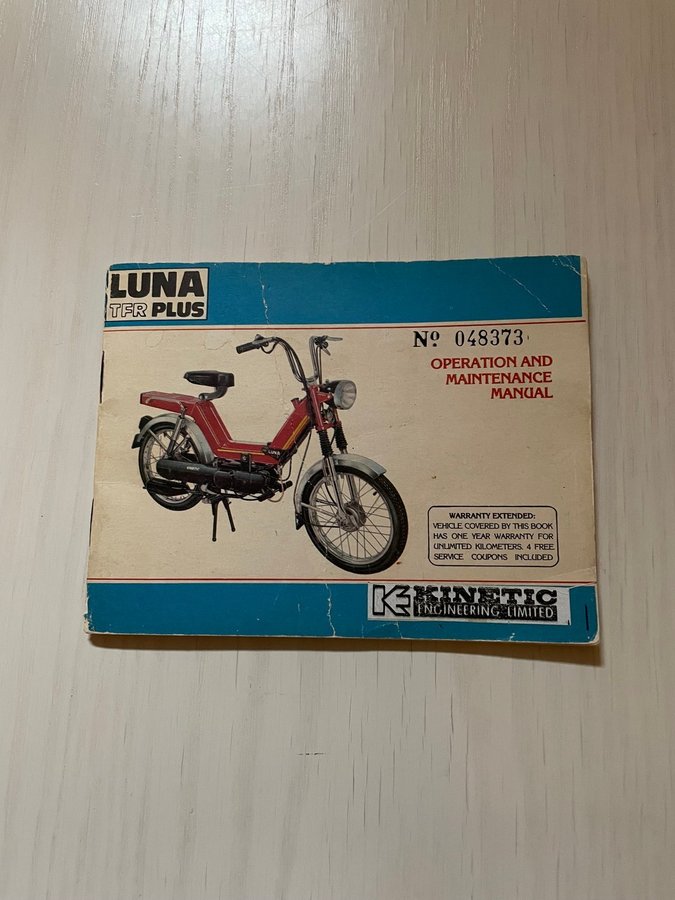 LUNA
TFR PLUS
Nº 048373
OPERATION AND
MAINTENANCE
MANUAL
LUNA
WARRANTY EXTENDED:
VEHICLE COVERED BY THIS BOOK
HAS ONE YEAR WARRANTY FOR
UNLIMITED KILOMETERS. 4 FREE
SERVICE COUPONS INCLUDED
KINETIC
ENGINEERING LIMITED